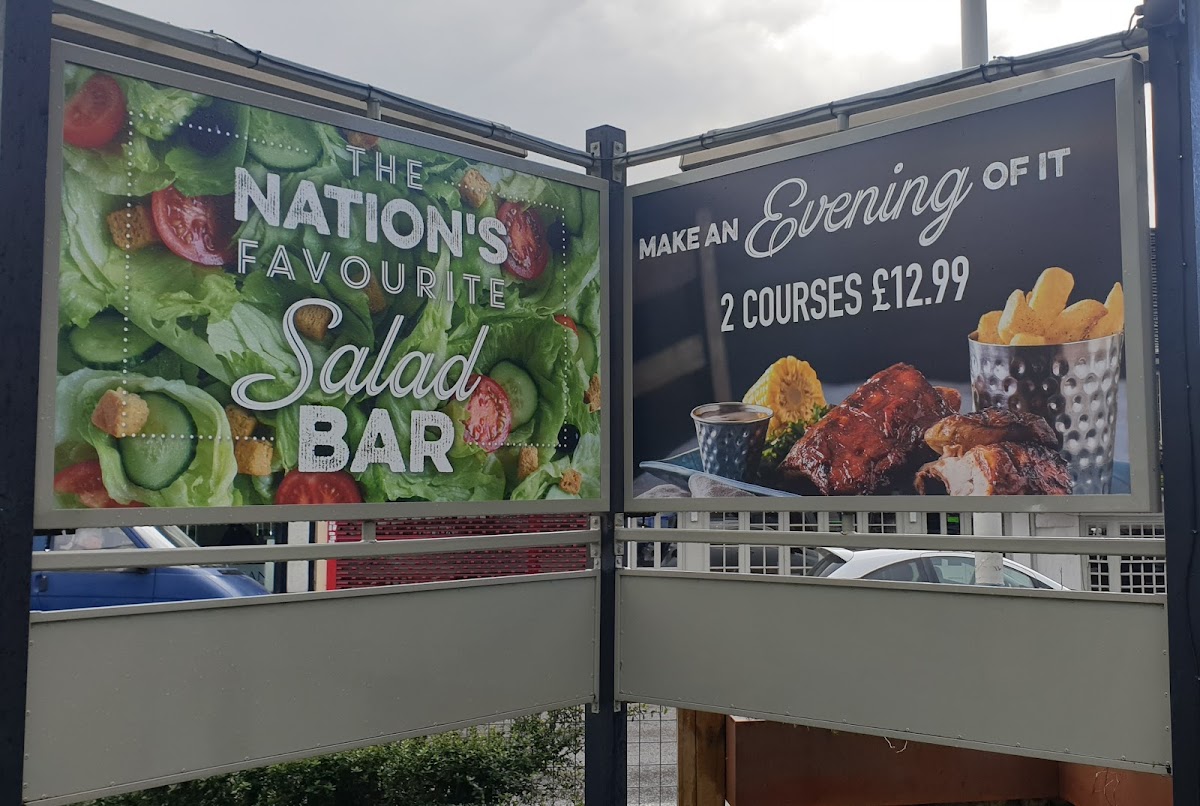 THE
NATION'S
FAVOURITE
Salad
BAR
MAKE AN Evening OF IT
2 COURSES £12.99